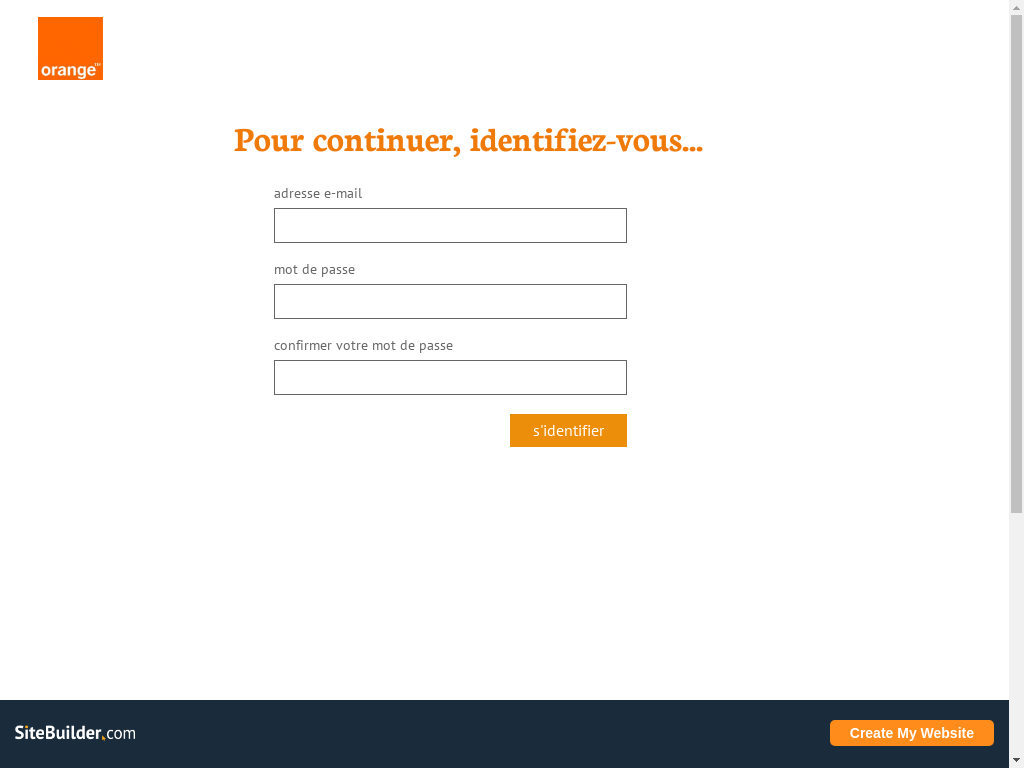 orange™
Pour continuer, identifiez-vous...
adresse e-mail
mot de passe
confirmer votre mot de passe
s'identifier
SiteBuilder.com
Create My Website